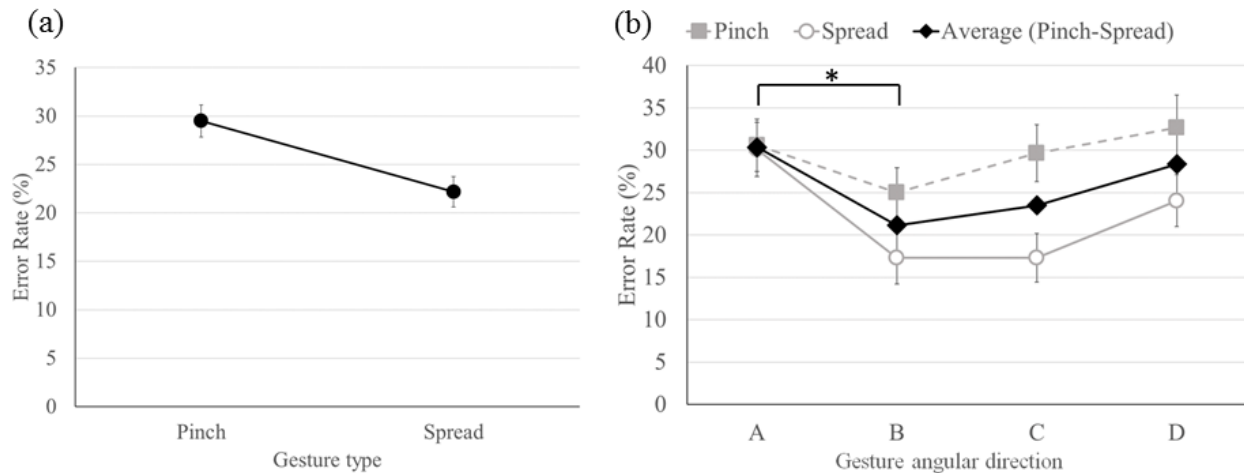 (a)
35
30
25
20
15
10
5
0
Error Rate (%)
Pinch Spread
Gesture type
(b)
Pinch Spread Average (Pinch-Spread)
40
35
30
25
20
15
10
5
0
Error Rate (%)
*
A B C D
Gesture angular direction